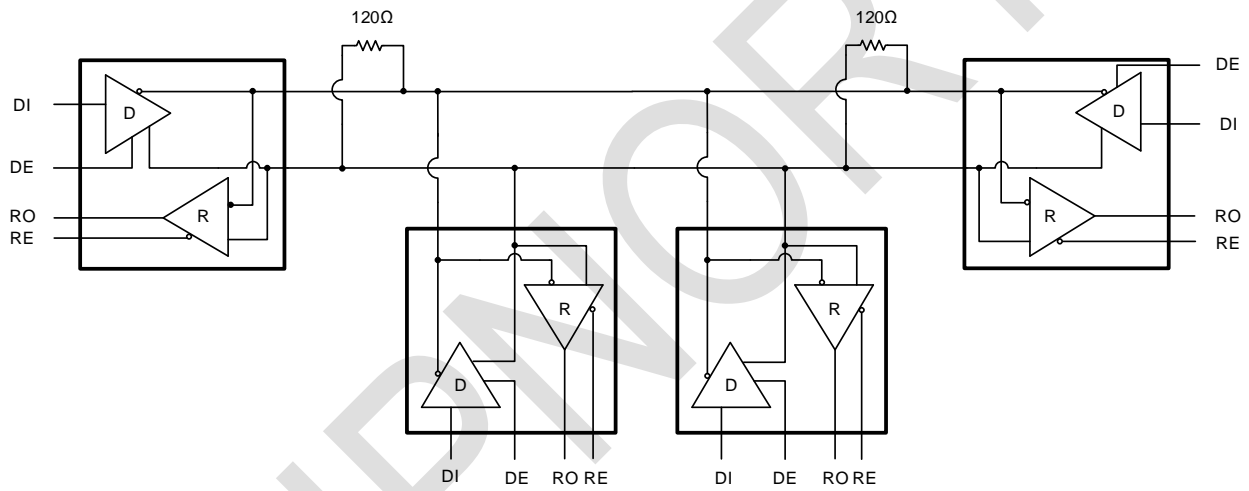 120Ω 120Ω
DE
DI D D DI
DE
RO R R RO
RE RE
R R
D D
DI DE RO RE DI DE RO RE